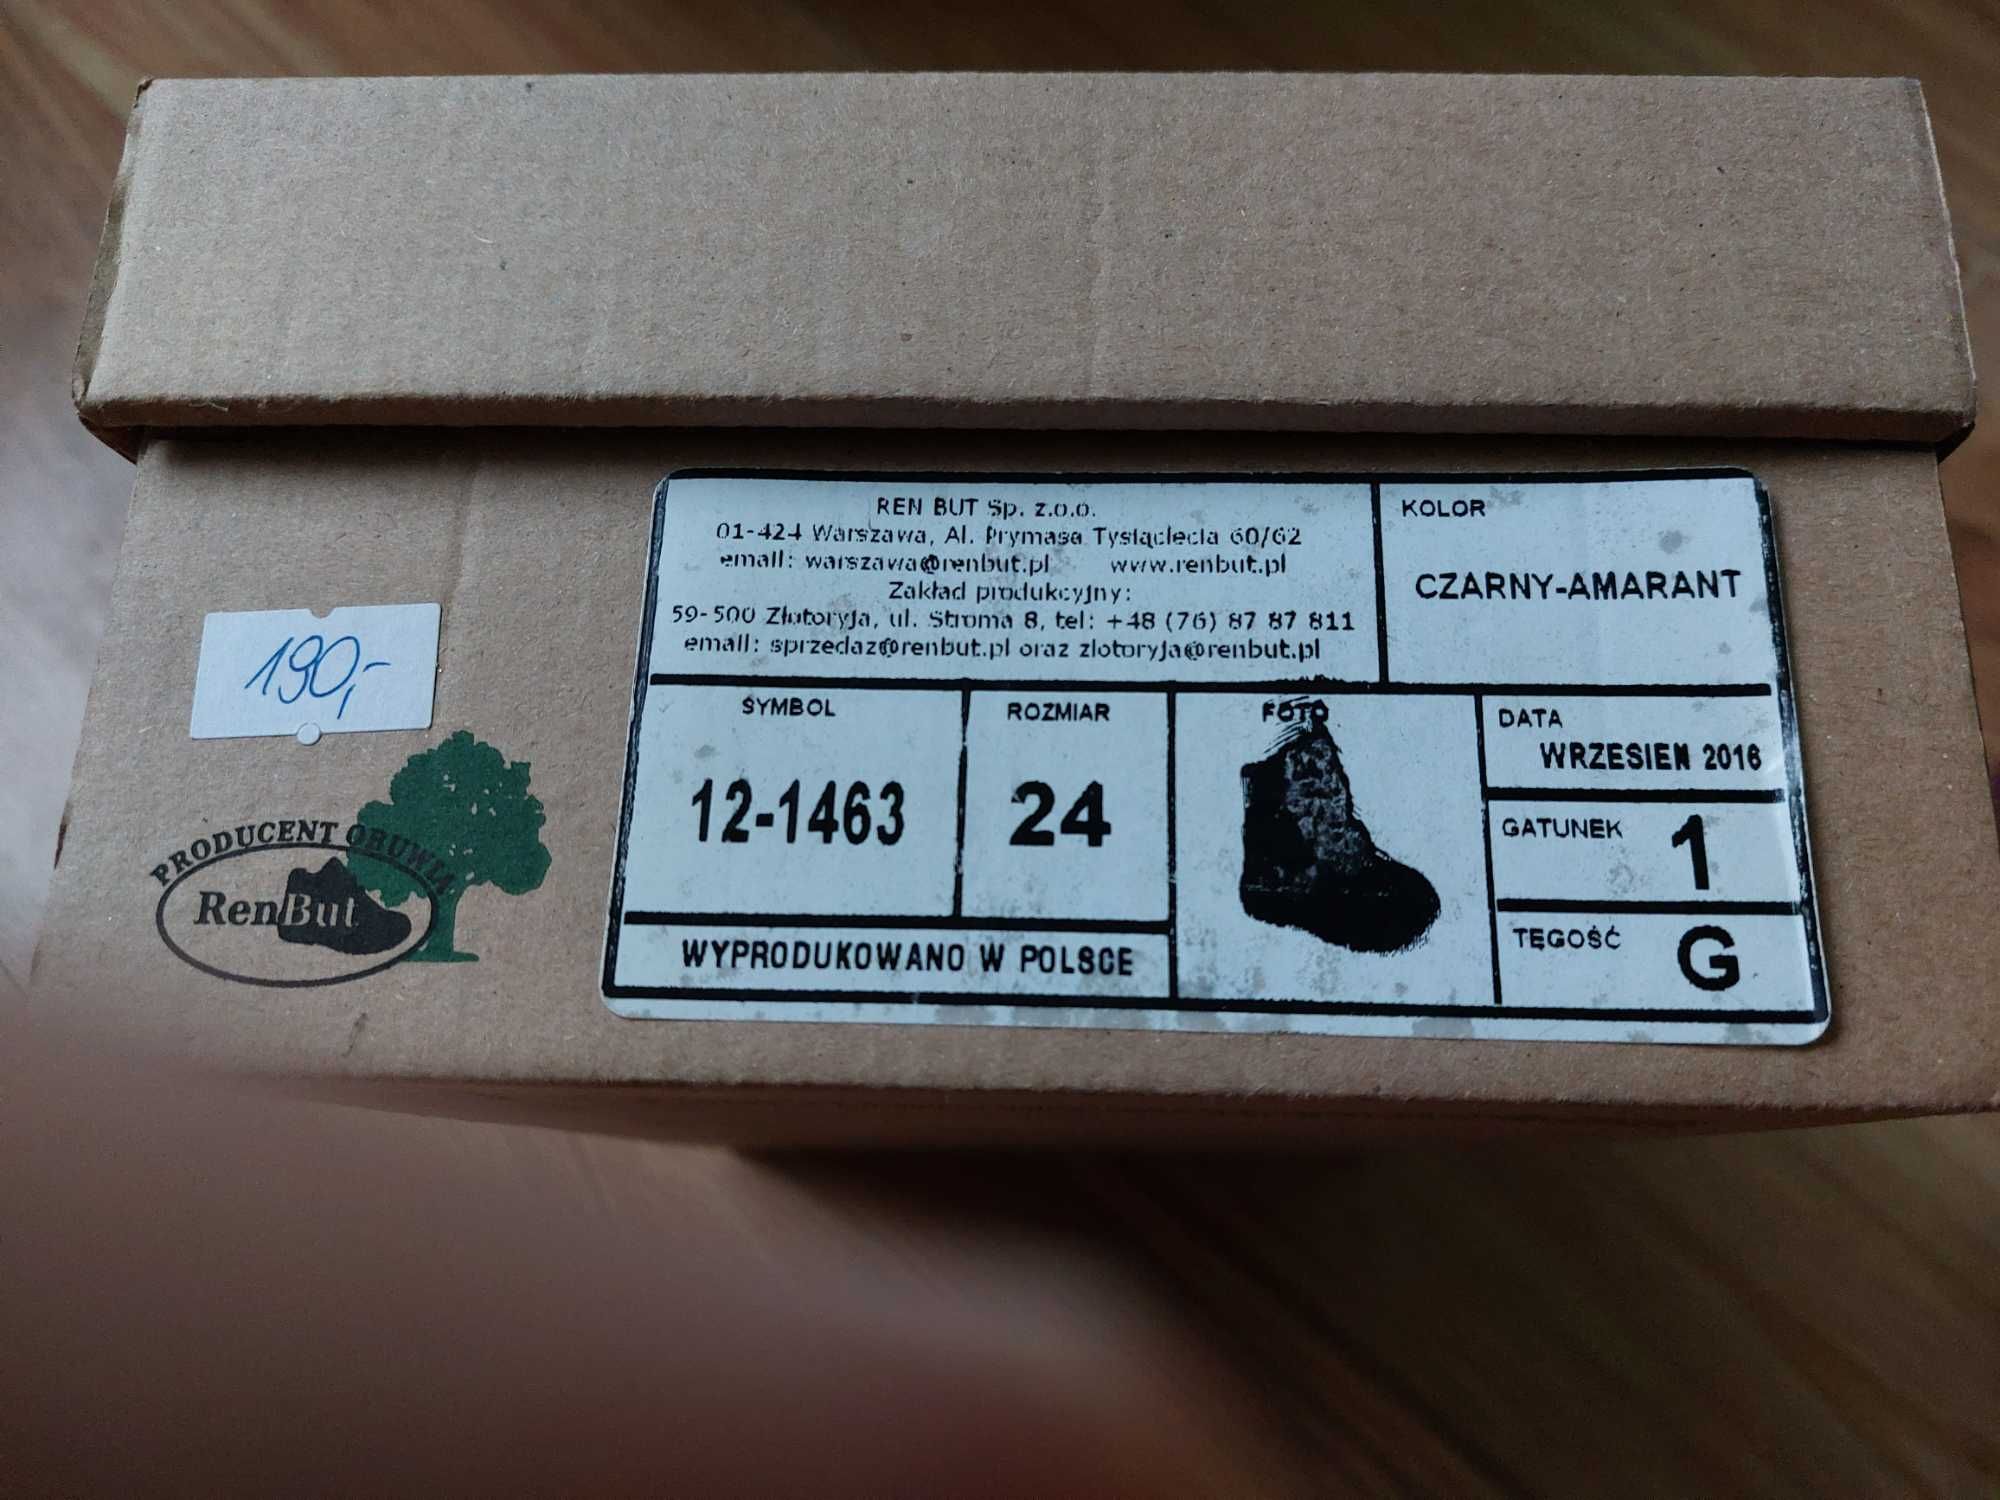 REN BUT Sp. z.o.o.
01-424 Warszawa, Al. Prymasa Tysiąclecia 60/62
email: warszawa@renbut.pl www.renbut.pl
Zakład produkcyjny:
59-500 Złotoryja, ul. Stroma 8, tel: +48 (76) 87 87 811
email: sprzedaz@renbut.pl oraz zlotoryja@renbut.pl
KOLOR
CZARNY-AMARANT
190,-
SYMBOL
12-1463
ROZMIAR
24
FOTO
DATA
WRZESIEŃ 2016
GATUNEK 1
TĘGOŚĆ G
WYPRODUKOWANO W POLSCE
PRODUCENT OBUWIA
RenBut